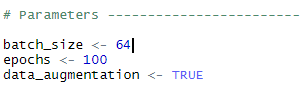 # Parameters -------------------------
batch_size <- 64
epochs <- 100
data_augmentation <- TRUE